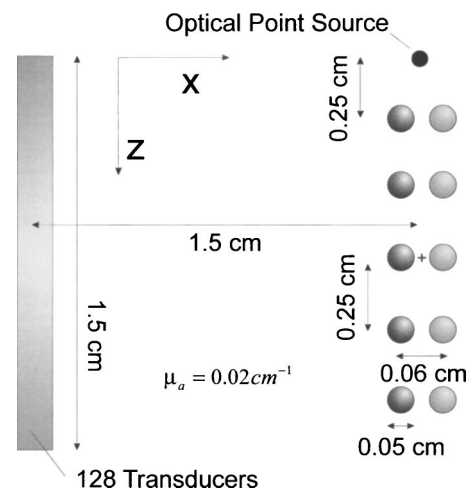 Optical Point Source
X
Z
0.25 cm
1.5 cm
0.25 cm
1.5 cm
μₐ = 0.02cm⁻¹
+
0.06 cm
0.05 cm
128 Transducers